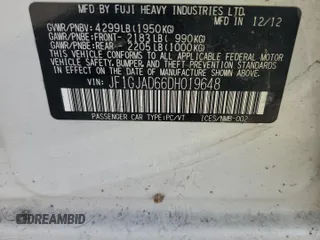 MFD BY FUJI HEAVY INDUSTRIES LTD. 12/12
GVWR/PNBV: 4299LB(1950KG)
GAWR/PNBE:FRONT- 2183LB( 990KG)
GAWR/PNBE:REAR - 2205LB(1000KG)
THIS VEHICLE CONFORMS TO ALL APPLICABLE FEDERAL MOTOR
VEHICLE SAFETY, BUMPER, AND THEFT PREVENTION STANDARDS
IN EFFECT ON THE DATE OF MANUFACTURE SHOWN ABOVE.
VIN: JF1GJAD66DH019648
PASSENGER CAR/TYPE:PC/VT ICES/NMB-002
© DREAMBID